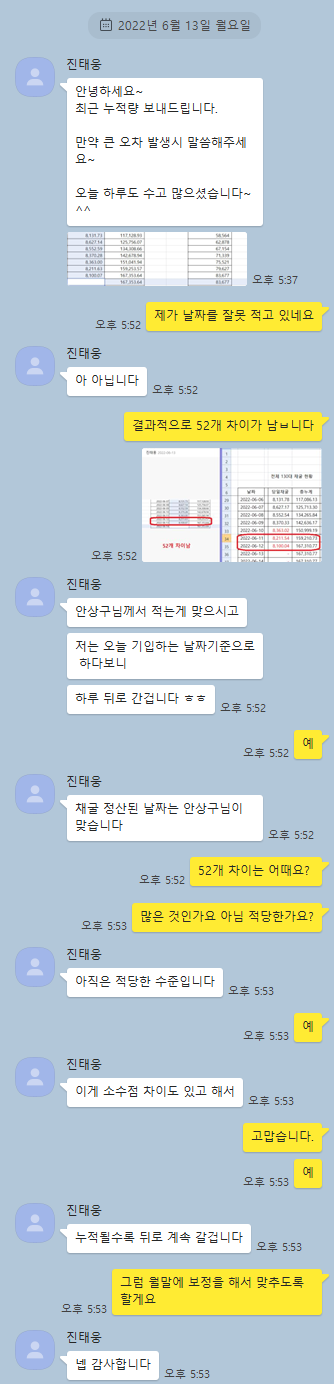 2022년 6월 13일 월요일
진태웅
안녕하세요~
최근 누적량 보내드립니다.
만약 큰 오차 발생시 말씀해주세
요~
오늘 하루도 수고 많으셨습니다~
^^
8,131.73 117,128.93 58,564
8,627.14 125,756.07 62,878
8,552.59 134,308.66 67,154
8,370.28 142,678.94 71,339
8,363.00 151,041.94 75,521
8,211.63 159,253.57 79,627
8,100.07 167,353.64 83,677
167,353.64 83,677
오후 5:37
제가 날짜를 잘못 적고 있네요
오후 5:52
진태웅
아 아닙니다
오후 5:52
결과적으로 52개 차이가 남ㅂ니다
52개 차이남
전체 130대 채굴 현황
날짜 당일채굴 총누계
2022-06-06 8,131.78 117,086.13
2022-06-07 8,627.17 125,713.30
2022-06-08 8,552.54 134,265.84
2022-06-09 8,370.33 142,636.17
2022-06-10 8,363.02 150,999.19
2022-06-11 8,211.54 159,210.73
2022-06-12 8,100.04 167,310.77
2022-06-13 167,310.77
오후 5:52
진태웅
안상구님께서 적는게 맞으시고
저는 오늘 기입하는 날짜기준으로
하다보니
하루 뒤로 간겁니다 ㅎㅎ
오후 5:52
예
오후 5:52
진태웅
채굴 정산된 날짜는 안상구님이
맞습니다
오후 5:52
52개 차이는 어때요?
오후 5:52
많은 것인가요 아님 적당한가요?
오후 5:53
진태웅
아직은 적당한 수준입니다
오후 5:53
예
오후 5:53
진태웅
이게 소수점 차이도 있고 해서
오후 5:53
고맙습니다.
예
오후 5:53
진태웅
누적될수록 뒤로 계속 갈겁니다
오후 5:53
그럼 월말에 보정을 해서 맞추도록
할게요
오후 5:53
진태웅
넵 감사합니다
오후 5:53